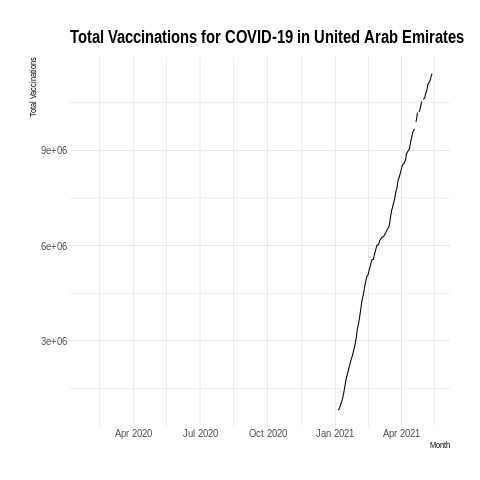 Total Vaccinations for COVID-19 in United Arab Emirates
Total Vaccinations
9e+06
6e+06
3e+06
Apr 2020 Jul 2020 Oct 2020 Jan 2021 Apr 2021
Month